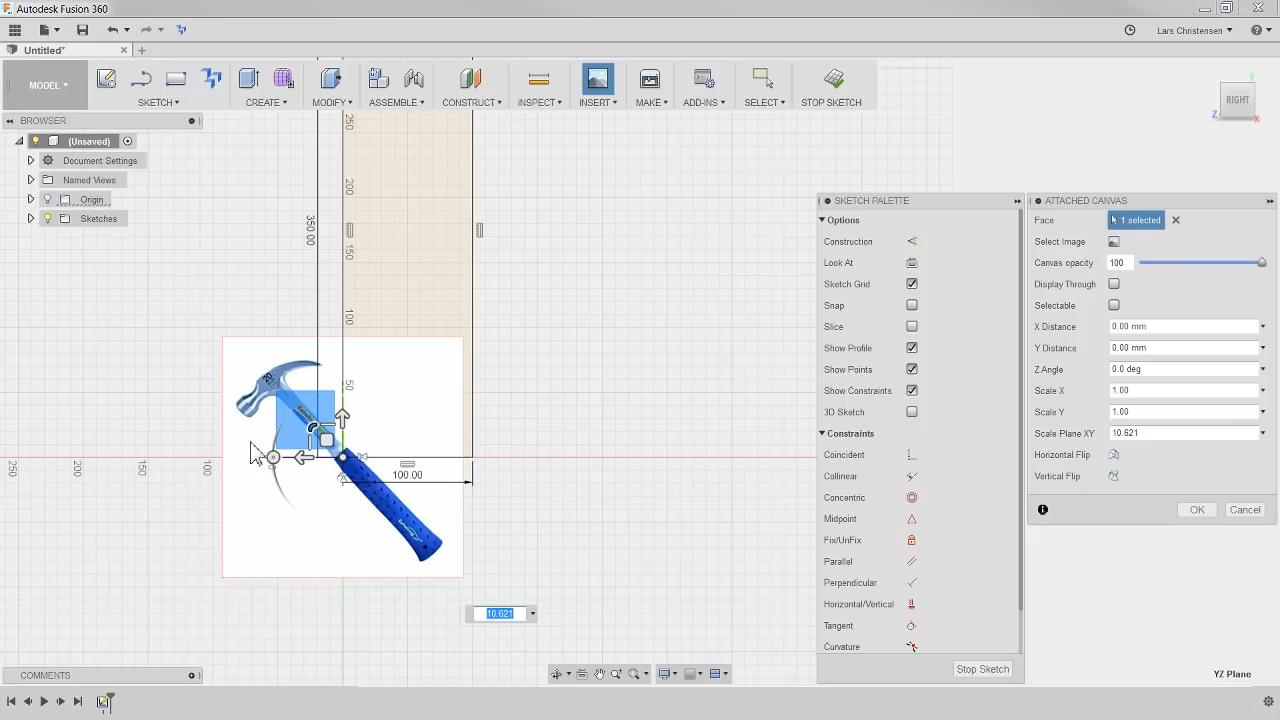 Autodesk Fusion 360
Lars Christensen
Untitled*
MODEL
SKETCH
CREATE
MODIFY
ASSEMBLE
CONSTRUCT
INSPECT
INSERT
MAKE
ADD-INS
SELECT
STOP SKETCH
RIGHT
Z
X
Y
BROWSER
(Unsaved)
Document Settings
Named Views
Origin
Sketches
250
200
150
100
50
350.00
250
200
150
100
100.00
10.621
SKETCH PALETTE
Options
Construction
Look At
Sketch Grid
Snap
Slice
Show Profile
Show Points
Show Constraints
3D Sketch
Constraints
Coincident
Collinear
Concentric
Midpoint
Fix/UnFix
Parallel
Perpendicular
Horizontal/Vertical
Tangent
Curvature
Stop Sketch
ATTACHED CANVAS
Face
1 selected
Select Image
Canvas opacity
100
Display Through
Selectable
X Distance
0.00 mm
Y Distance
0.00 mm
Z Angle
0.0 deg
Scale X
1.00
Scale Y
1.00
Scale Plane XY
10.621
Horizontal Flip
Vertical Flip
OK
Cancel
COMMENTS
YZ Plane